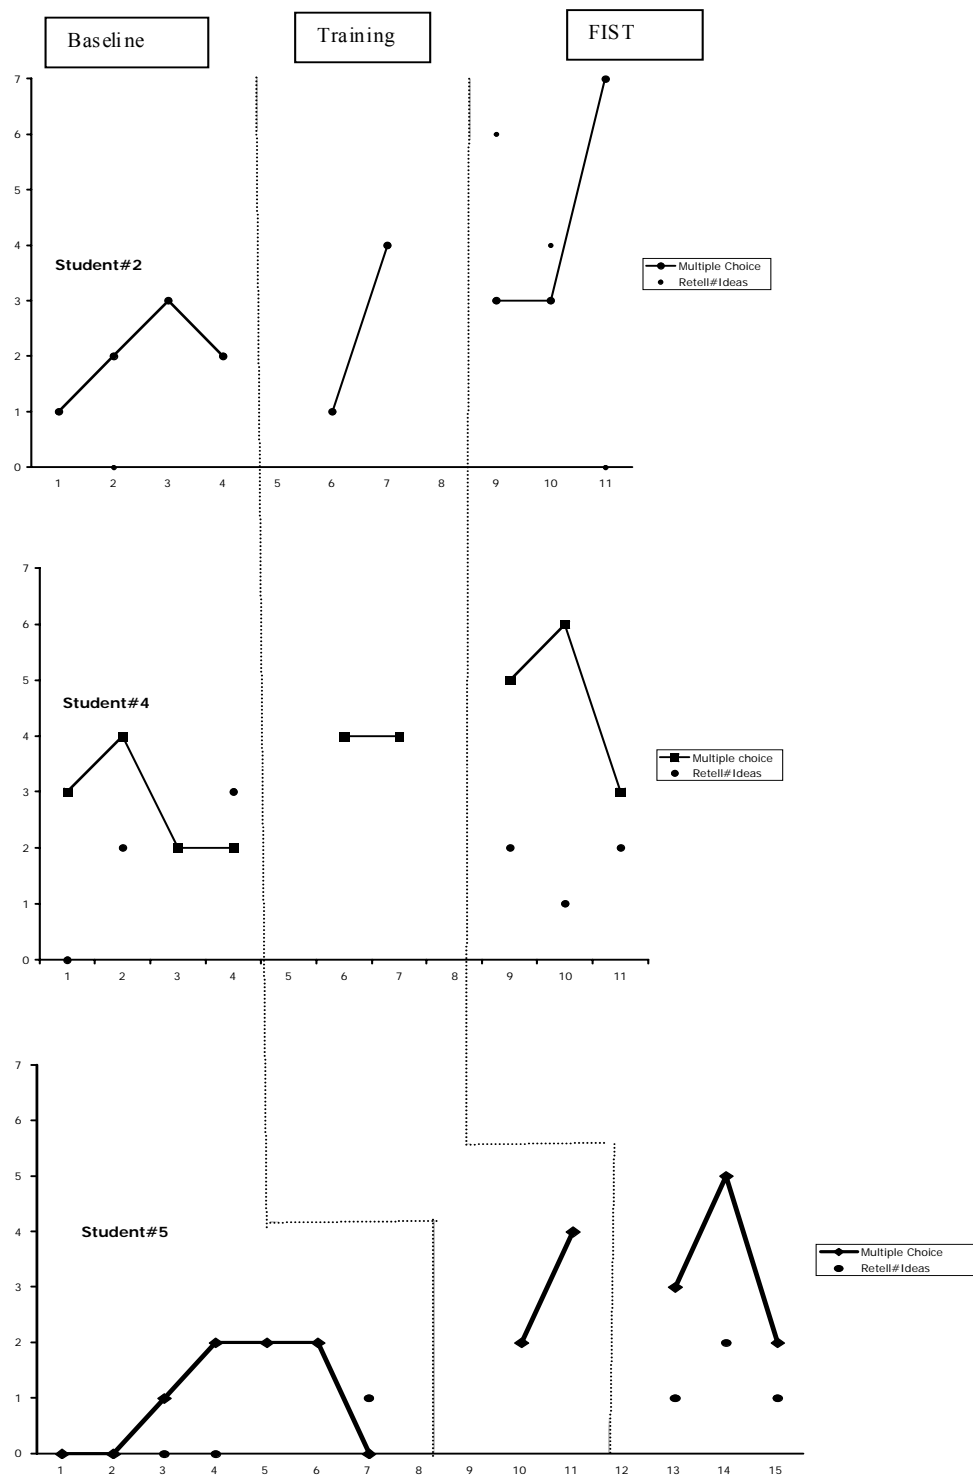 Baseline
Training
FIST
7
6
5
4
3
2
1
0
Student#2
Multiple Choice
Retell#Ideas
1 2 3 4 5 6 7 8 9 10 11
7
6
5
4
3
2
1
0
Student#4
Multiple choice
Retell#Ideas
1 2 3 4 5 6 7 8 9 10 11
7
6
5
4
3
2
1
0
Student#5
Multiple Choice
Retell#Ideas
1 2 3 4 5 6 7 8 9 10 11 12 13 14 15